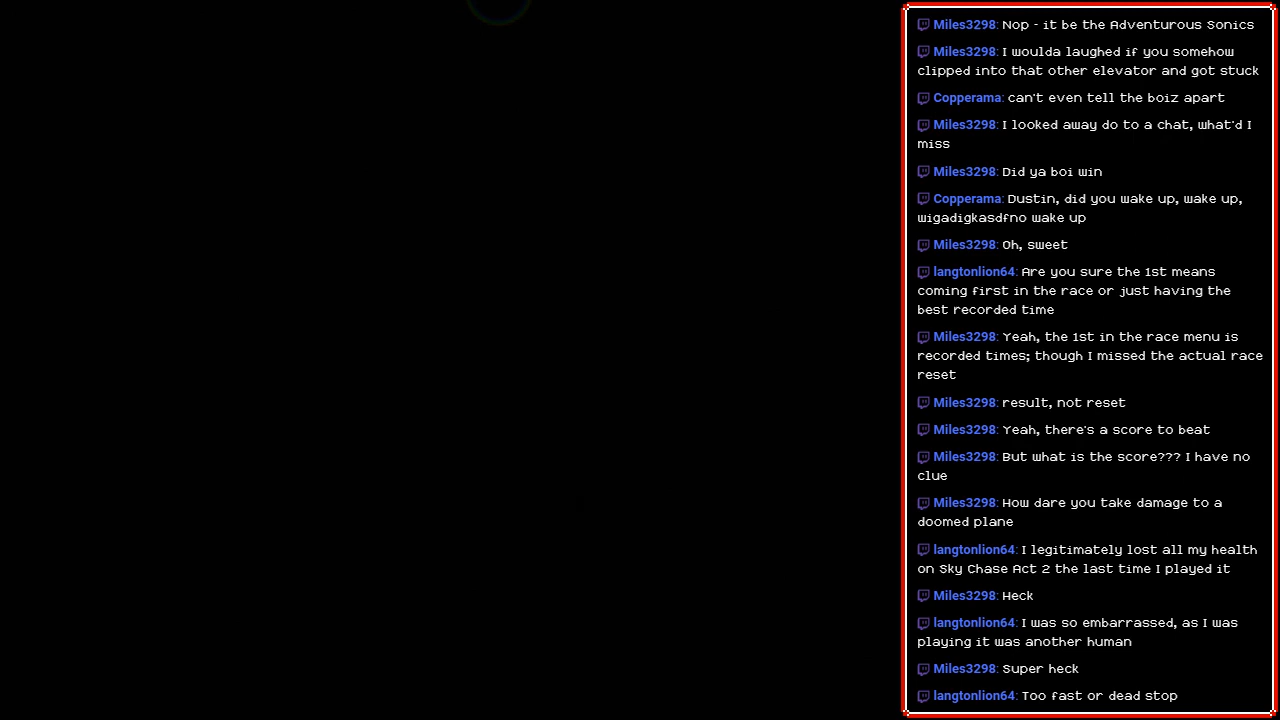 Miles3298: Nop - it be the Adventurous Sonics
Miles3298: I woulda laughed if you somehow
clipped into that other elevator and got stuck
Copperama: can't even tell the boiz apart
Miles3298: I looked away do to a chat, what'd I
miss
Miles3298: Did ya boi win
Copperama: Dustin, did you wake up, wake up,
wigadigkasdfno wake up
Miles3298: Oh, sweet
langtonlion64: Are you sure the 1st means
coming first in the race or just having the
best recorded time
Miles3298: Yeah, the 1st in the race menu is
recorded times; though I missed the actual race
reset
Miles3298: result, not reset
Miles3298: Yeah, there's a score to beat
Miles3298: But what is the score??? I have no
clue
Miles3298: How dare you take damage to a
doomed plane
langtonlion64: I legitimately lost all my health
on Sky Chase Act 2 the last time I played it
Miles3298: Heck
langtonlion64: I was so embarrassed, as I was
playing it was another human
Miles3298: Super heck
langtonlion64: Too fast or dead stop